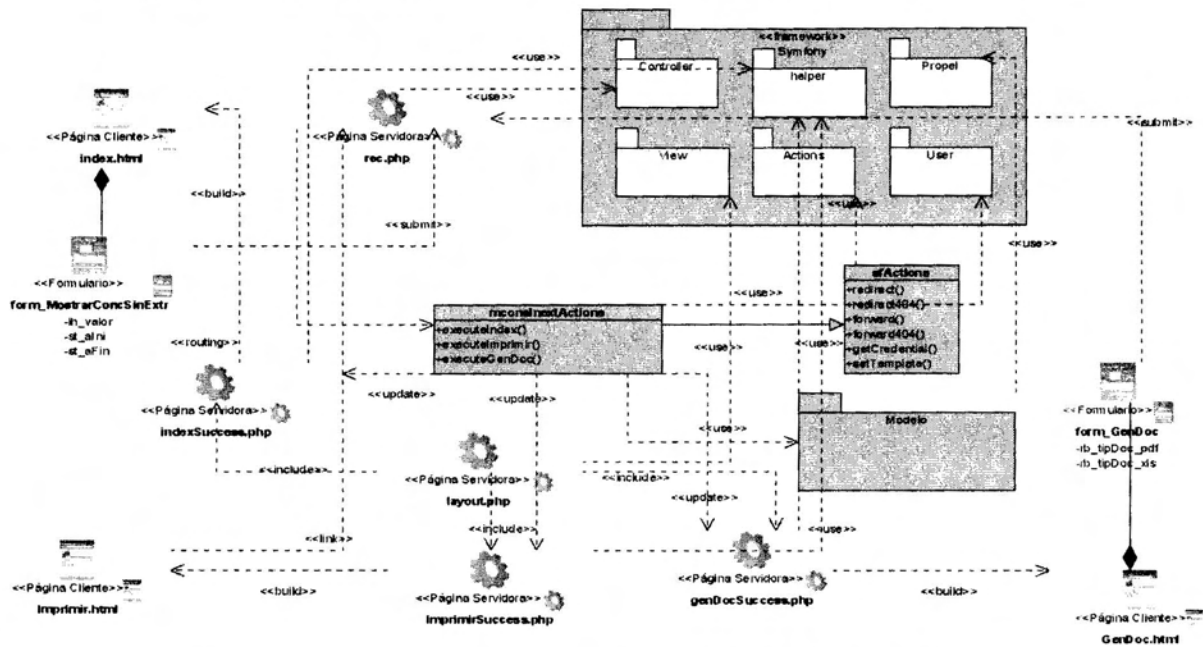 <<framework>>
Symfony
Controller
helper
Propel
View
Actions
User
<<use>>
<<use>>
<<submit>>
<<Página Cliente>>
index.html
<<Página Servidora>>
rec.php
<<build>>
<<submit>>
<<use>>
<<use>>
<<Formulario>>
form_MostrarConcSinExtr
-ih_valor
-st_aIni
-st_aFin
<<use>>
sfActions
+redirect()
+redirect404()
+forward()
+forward404()
+getCredential()
+setTemplate()
mconsInextActions
+executeIndex()
+executeImprimir()
+executeGenDoc()
<<routing>>
<<use>>
<<use>>
<<Página Servidora>>
indexSuccess.php
<<update>>
<<update>>
<<use>>
Modelo
<<Formulario>>
form_GenDoc
-rb_tipDoc_pdf
-rb_tipDoc_xls
<<include>>
<<Página Servidora>>
layout.php
<<include>>
<<update>>
<<link>>
<<include>>
<<use>>
<<Página Cliente>>
Imprimir.html
<<build>>
<<Página Servidora>>
ImprimirSuccess.php
<<Página Servidora>>
genDocSuccess.php
<<build>>
<<Página Cliente>>
GenDoc.html